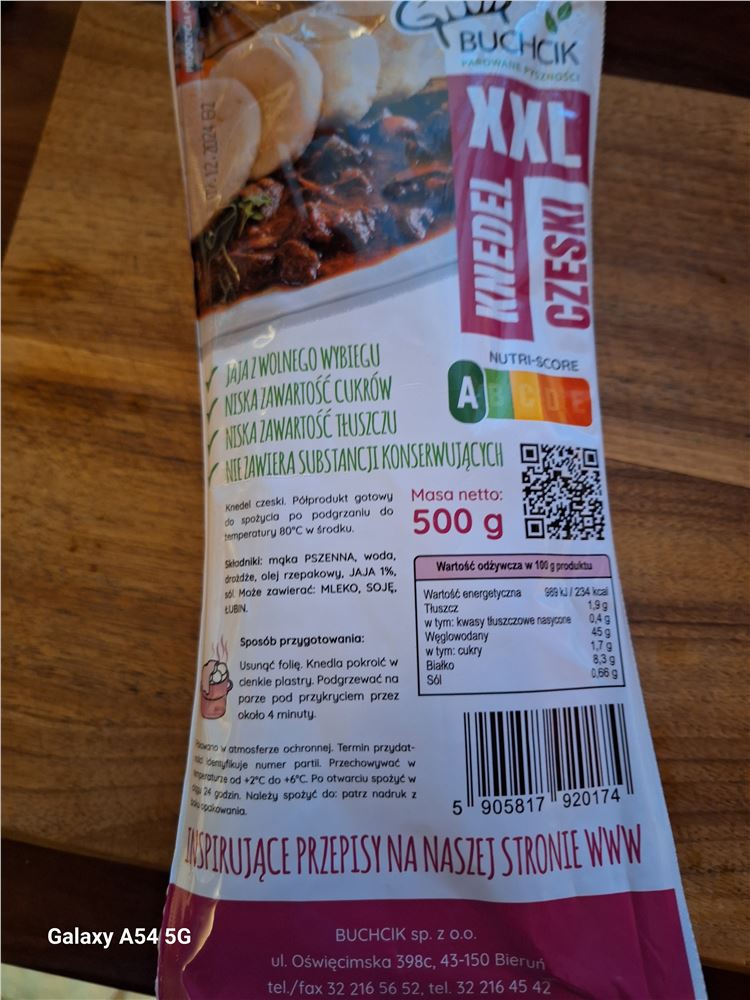 BUCHCIK
PAROWANE PYSZNOŚCI
XXL
KNEDEL
CZESKI
12.2024 BZ
✓ JAJA Z WOLNEGO WYBIEGU
✓ NISKA ZAWARTOŚĆ CUKRÓW
✓ NISKA ZAWARTOŚĆ TŁUSZCZU
✓ NIE ZAWIERA SUBSTANCJI KONSERWUJĄCYCH
NUTRI-SCORE
A B C D E
Knedel czeski. Półprodukt gotowy
do spożycia po podgrzaniu do
temperatury 80°C w środku.
Masa netto:
500 g
Składniki: mąka PSZENNA, woda,
drożdże, olej rzepakowy, JAJA 1%,
sól. Może zawierać: MLEKO, SOJĘ,
ŁUBIN.
Wartość odżywcza w 100 g produktu
Wartość energetyczna 989 kJ / 234 kcal
Tłuszcz 1,9 g
w tym: kwasy tłuszczowe nasycone 0,4 g
Węglowodany 45 g
w tym: cukry 1,7 g
Białko 8,3 g
Sól 0,66 g
Sposób przygotowania:
Usunąć folię. Knedla pokroić w
cienkie plastry. Podgrzewać na
parze pod przykryciem przez
około 4 minuty.
w atmosferze ochronnej. Termin przydat-
ności identyfikuje numer partii. Przechowywać w
temperaturze od +2°C do +6°C. Po otwarciu spożyć w
ciągu 24 godzin. Należy spożyć do: patrz nadruk z
opakowania.
5 905817 920174
INSPIRUJĄCE PRZEPISY NA NASZEJ STRONIE WWW
BUCHCIK sp. z o.o.
ul. Oświęcimska 398c, 43-150 Bieruń
tel./fax 32 216 56 52, tel. 32 216 45 42
Galaxy A54 5G